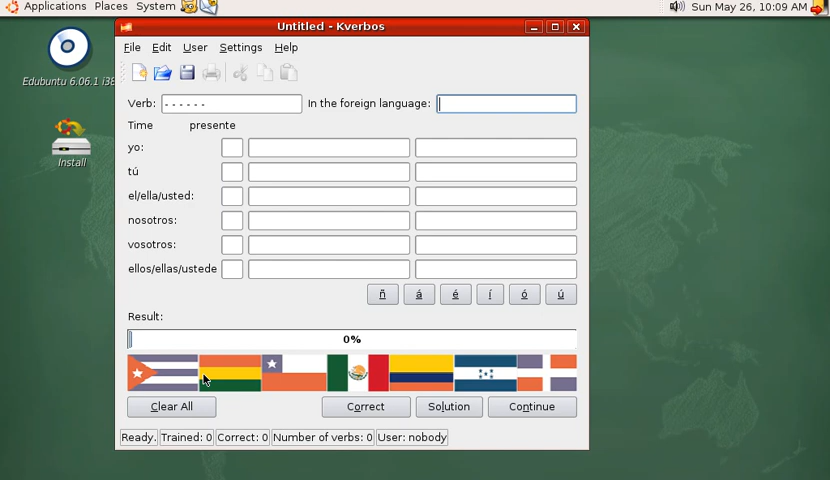 Applications Places System Sun May 26, 10:09 AM
Untitled - Kverbos
File Edit User Settings Help
Edubuntu 6.06.1 i38
Install
Verb: ------ In the foreign language:
Time presente
yo:
tú
el/ella/usted:
nosotros:
vosotros:
ellos/ellas/ustede
ñ á é í ó ú
Result:
0%
Clear All Correct Solution Continue
Ready. Trained: 0 Correct: 0 Number of verbs: 0 User: nobody